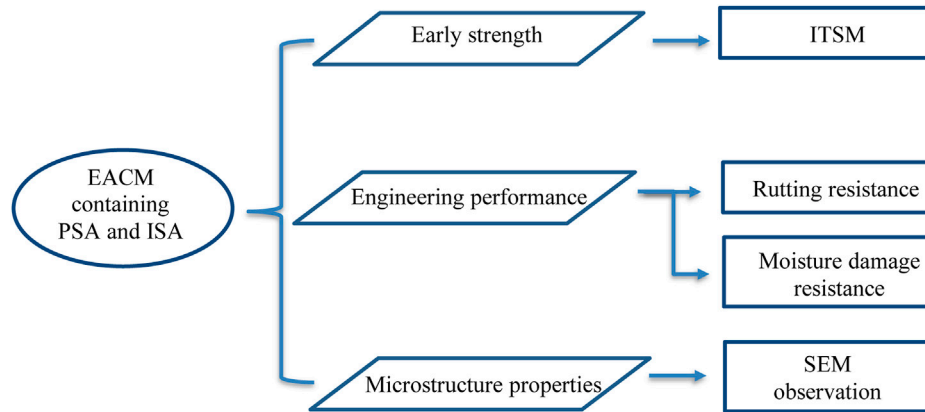 Early strength
ITSM
EACM
containing
PSA and ISA
Engineering performance
Rutting resistance
Moisture damage
resistance
Microstructure properties
SEM
observation